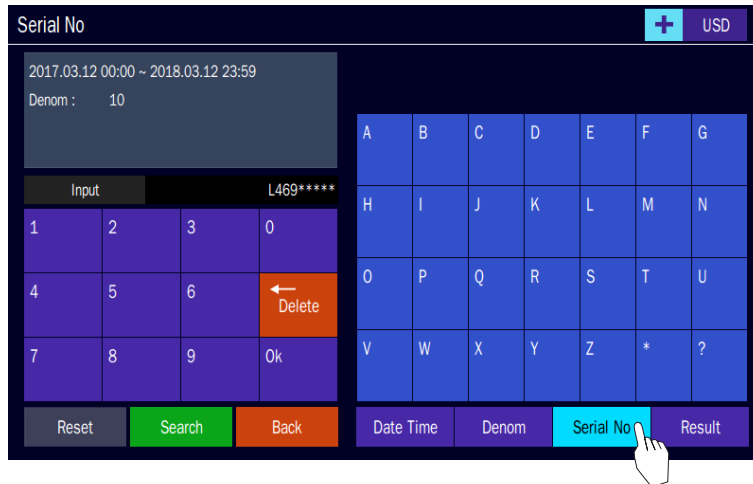 Serial No
+ USD
2017.03.12 00:00 ~ 2018.03.12 23:59
Denom : 10
Input L469*****
1 2 3 0
4 5 6 Delete
7 8 9 Ok
A B C D E F G
H I J K L M N
O P Q R S T U
V W X Y Z * ?
Reset Search Back
Date Time Denom Serial No Result